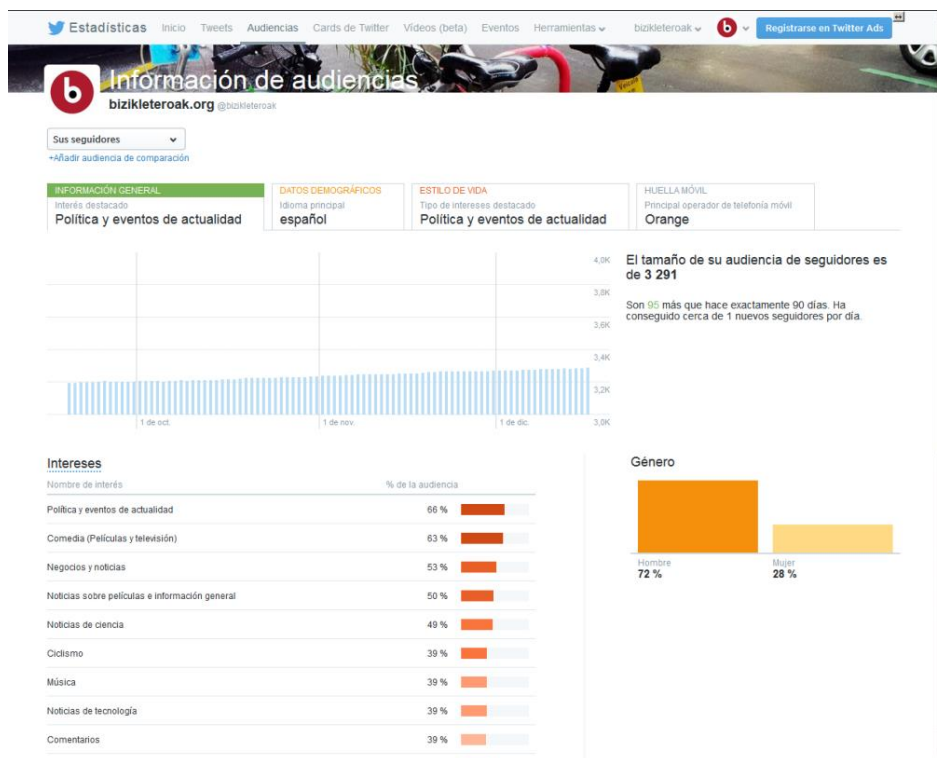 Estadísticas Inicio Tweets Audiencias Cards de Twitter Vídeos (beta) Eventos Herramientas bizikleteroak b Registrarse en Twitter Ads
b
Información de audiencias
bizikleteroak.org @bizikleteroak
Sus seguidores
+Añadir audiencia de comparación
INFORMACIÓN GENERAL
Interés destacado
Política y eventos de actualidad
DATOS DEMOGRÁFICOS
Idioma principal
español
ESTILO DE VIDA
Tipo de intereses destacado
Política y eventos de actualidad
HUELLA MÓVIL
Principal operador de telefonía móvil
Orange
4,0K
3,8K
3,6K
3,4K
3,2K
3,0K
1 de oct.
1 de nov.
1 de dic.
El tamaño de su audiencia de seguidores es
de 3 291
Son 95 más que hace exactamente 90 días. Ha
conseguido cerca de 1 nuevos seguidores por día.
Intereses
Nombre de interés % de la audiencia
Política y eventos de actualidad 66 %
Comedia (Películas y televisión) 63 %
Negocios y noticias 53 %
Noticias sobre películas e información general 50 %
Noticias de ciencia 49 %
Ciclismo 39 %
Música 39 %
Noticias de tecnología 39 %
Comentarios 39 %
Género
Hombre
72 %
Mujer
28 %